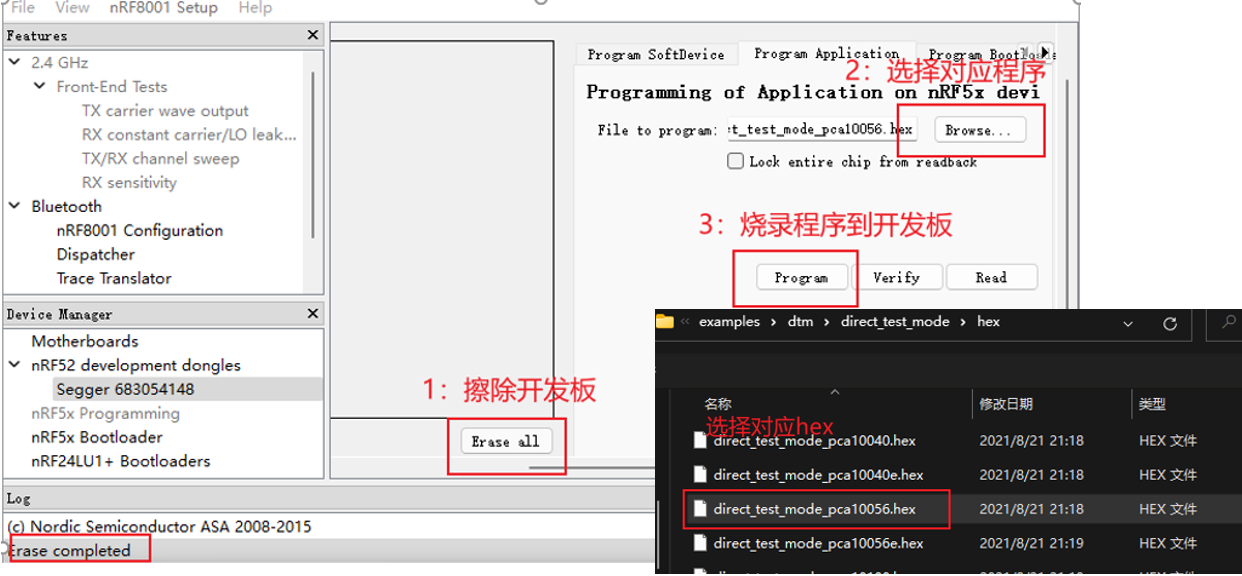 File View nRF8001 Setup Help
Features
2.4 GHz
Front-End Tests
TX carrier wave output
RX constant carrier/LO leak...
TX/RX channel sweep
RX sensitivity
Bluetooth
nRF8001 Configuration
Dispatcher
Trace Translator
Device Manager
Motherboards
nRF52 development dongles
Segger 683054148
nRF5x Programming
nRF5x Bootloader
nRF24LU1+ Bootloaders
Log
(c) Nordic Semiconductor ASA 2008-2015
Erase completed
1：擦除开发板
Erase all
Program SoftDevice Program Application Program Bootloade
2：选择对应程序
Programming of Application on nRF5x devi
File to program: ct_test_mode_pca10056.hex Browse...
Lock entire chip from readback
3：烧录程序到开发板
Program Verify Read
examples dtm direct_test_mode hex
名称 修改日期 类型
选择对应hex
direct_test_mode_pca10040.hex 2021/8/21 21:18 HEX 文件
direct_test_mode_pca10040e.hex 2021/8/21 21:18 HEX 文件
direct_test_mode_pca10056.hex 2021/8/21 21:18 HEX 文件
direct_test_mode_pca10056e.hex 2021/8/21 21:19 HEX 文件